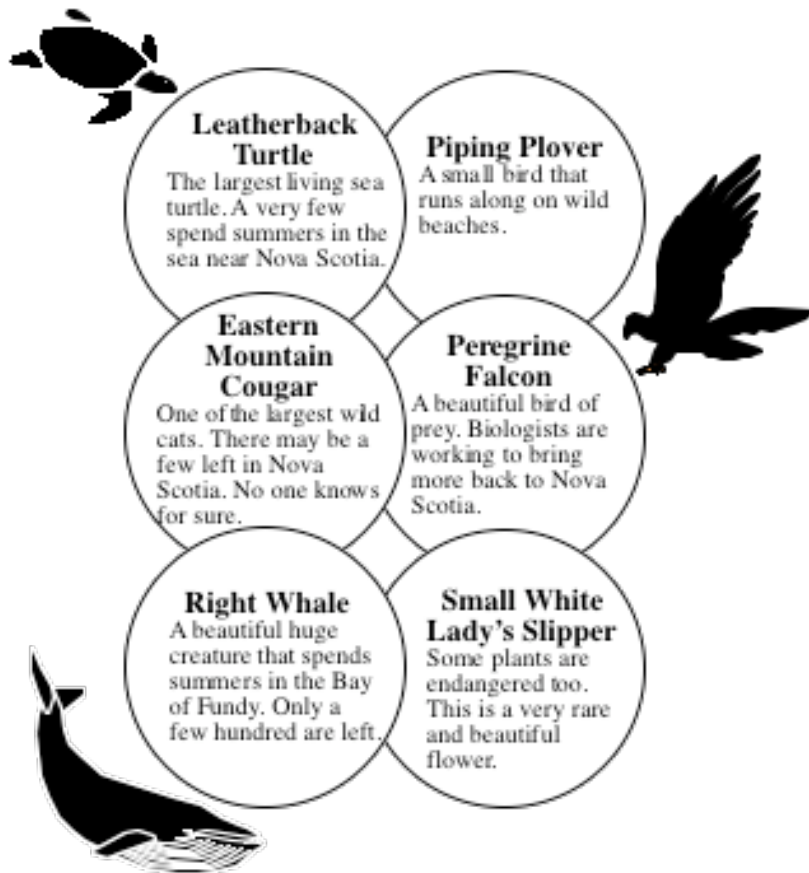 Leatherback
Turtle
The largest living sea
turtle. A very few
spend summers in the
sea near Nova Scotia.
Piping Plover
A small bird that
runs along on wild
beaches.
Eastern
Mountain
Cougar
One of the largest wild
cats. There may be a
few left in Nova
Scotia. No one knows
for sure.
Peregrine
Falcon
A beautiful bird of
prey. Biologists are
working to bring
more back to Nova
Scotia.
Right Whale
A beautiful huge
creature that spends
summers in the Bay
of Fundy. Only a
few hundred are left.
Small White
Lady's Slipper
Some plants are
endangered too.
This is a very rare
and beautiful
flower.